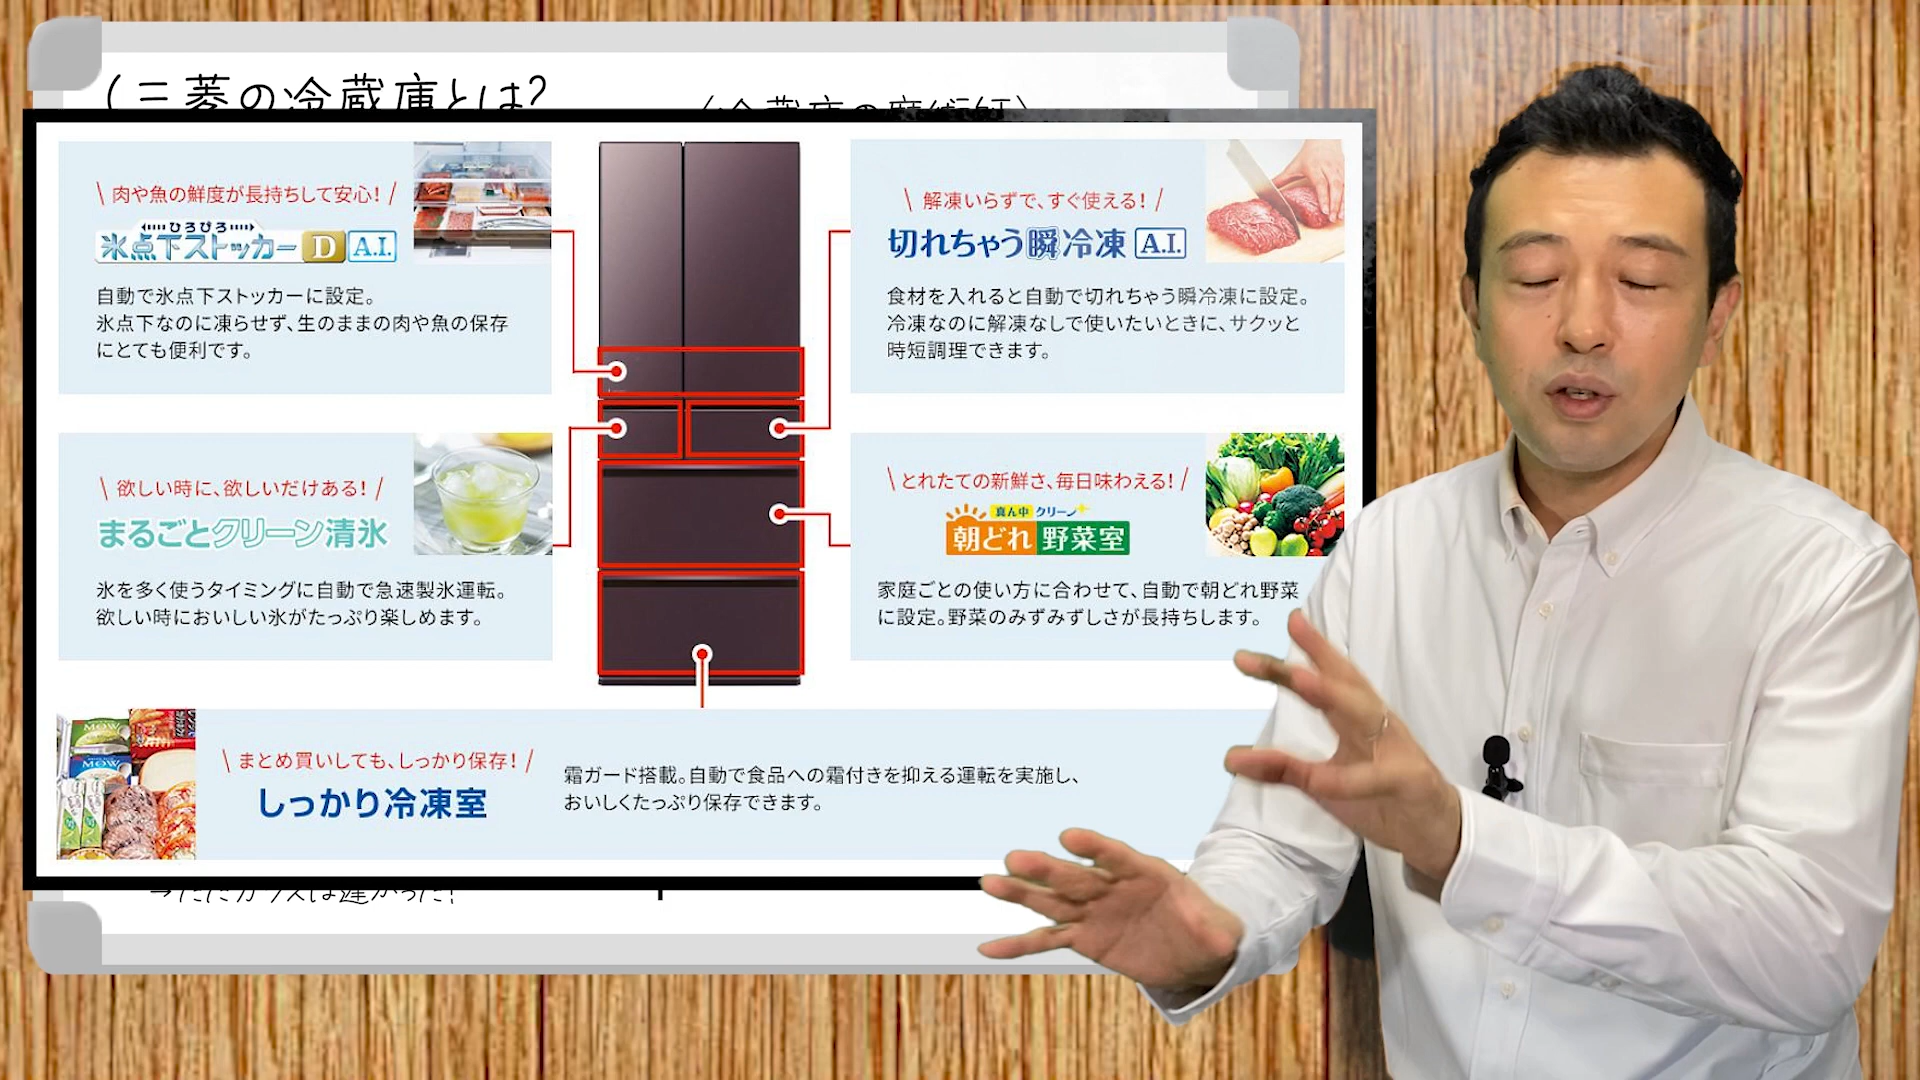 (三菱の冷蔵庫とは?
\ 肉や魚の鮮度が長持ちして安心! /
ひろびろ
氷点下ストッカー D A.I.
自動で氷点下ストッカーに設定。
氷点下なのに凍らせず、生のままの肉や魚の保存
にとても便利です。
\ 解凍いらずで、すぐ使える! /
切れちゃう瞬冷凍 A.I.
食材を入れると自動で切れちゃう瞬冷凍に設定。
冷凍なのに解凍なしで使いたいときに、サクッと
時短調理できます。
\ 欲しい時に、欲しいだけある! /
まるごとクリーン清氷
氷を多く使うタイミングに自動で急速製氷運転。
欲しい時においしい氷がたっぷり楽しめます。
\ とれたての新鮮さ、毎日味わえる! /
真ん中 クリーン
朝どれ野菜室
家庭ごとの使い方に合わせて、自動で朝どれ野菜
に設定。野菜のみずみずしさが長持ちします。
MOW
MOW
\ まとめ買いしても、しっかり保存! /
しっかり冷凍室
霜ガード搭載。自動で食品への霜付きを抑える運転を実施し、
おいしくたっぷり保存できます。